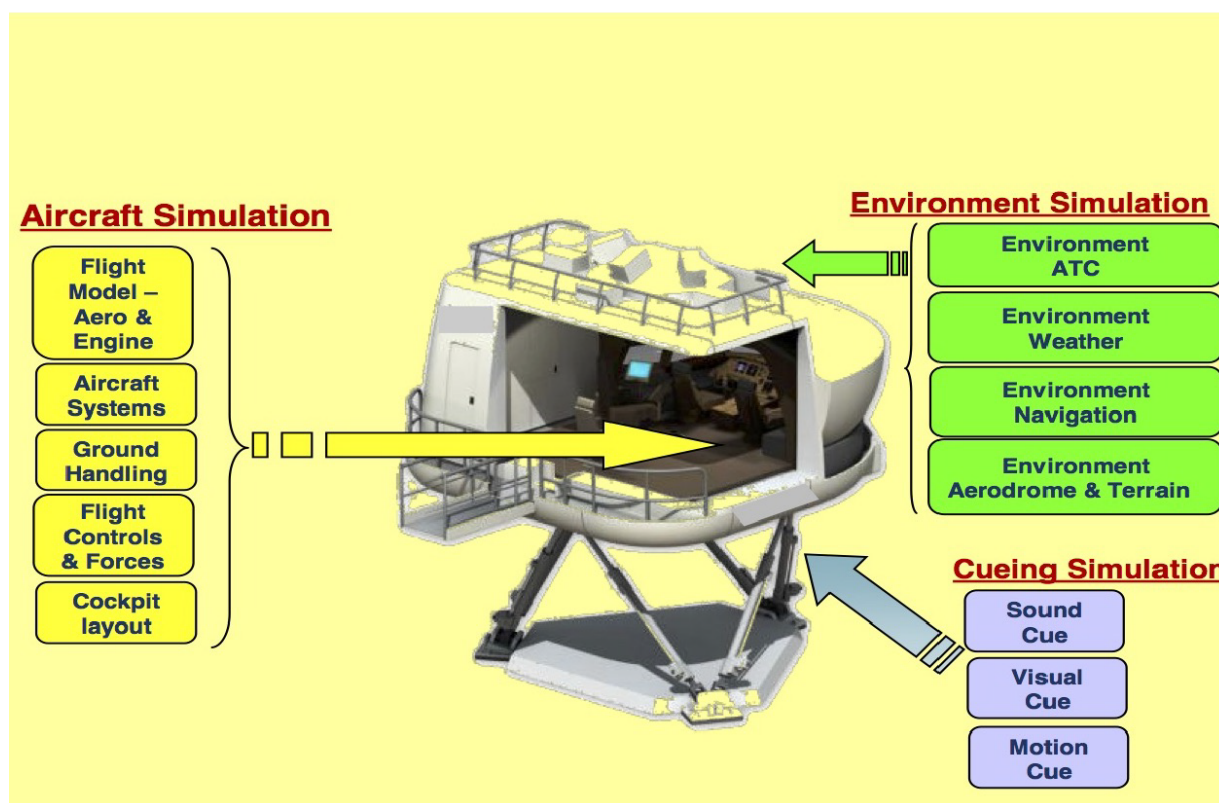 Aircraft Simulation
Flight
Model –
Aero &
Engine
Aircraft
Systems
Ground
Handling
Flight
Controls
& Forces
Cockpit
layout
Environment Simulation
Environment
ATC
Environment
Weather
Environment
Navigation
Environment
Aerodrome & Terrain
Cueing Simulation
Sound
Cue
Visual
Cue
Motion
Cue